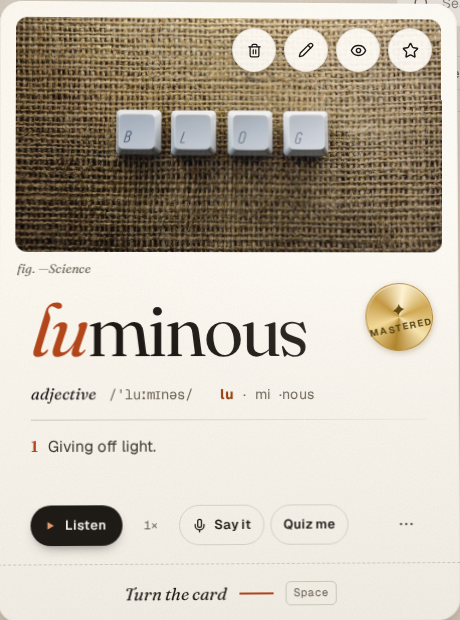 B L O G
fig. —Science
luminous
MASTERED
adjective /ˈluːmɪnəs/ lu · mi ·nous
1 Giving off light.
Listen 1× Say it Quiz me ...
Turn the card Space